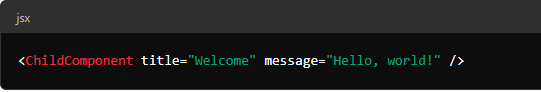 jsx
<ChildComponent title="Welcome" message="Hello, world!" />